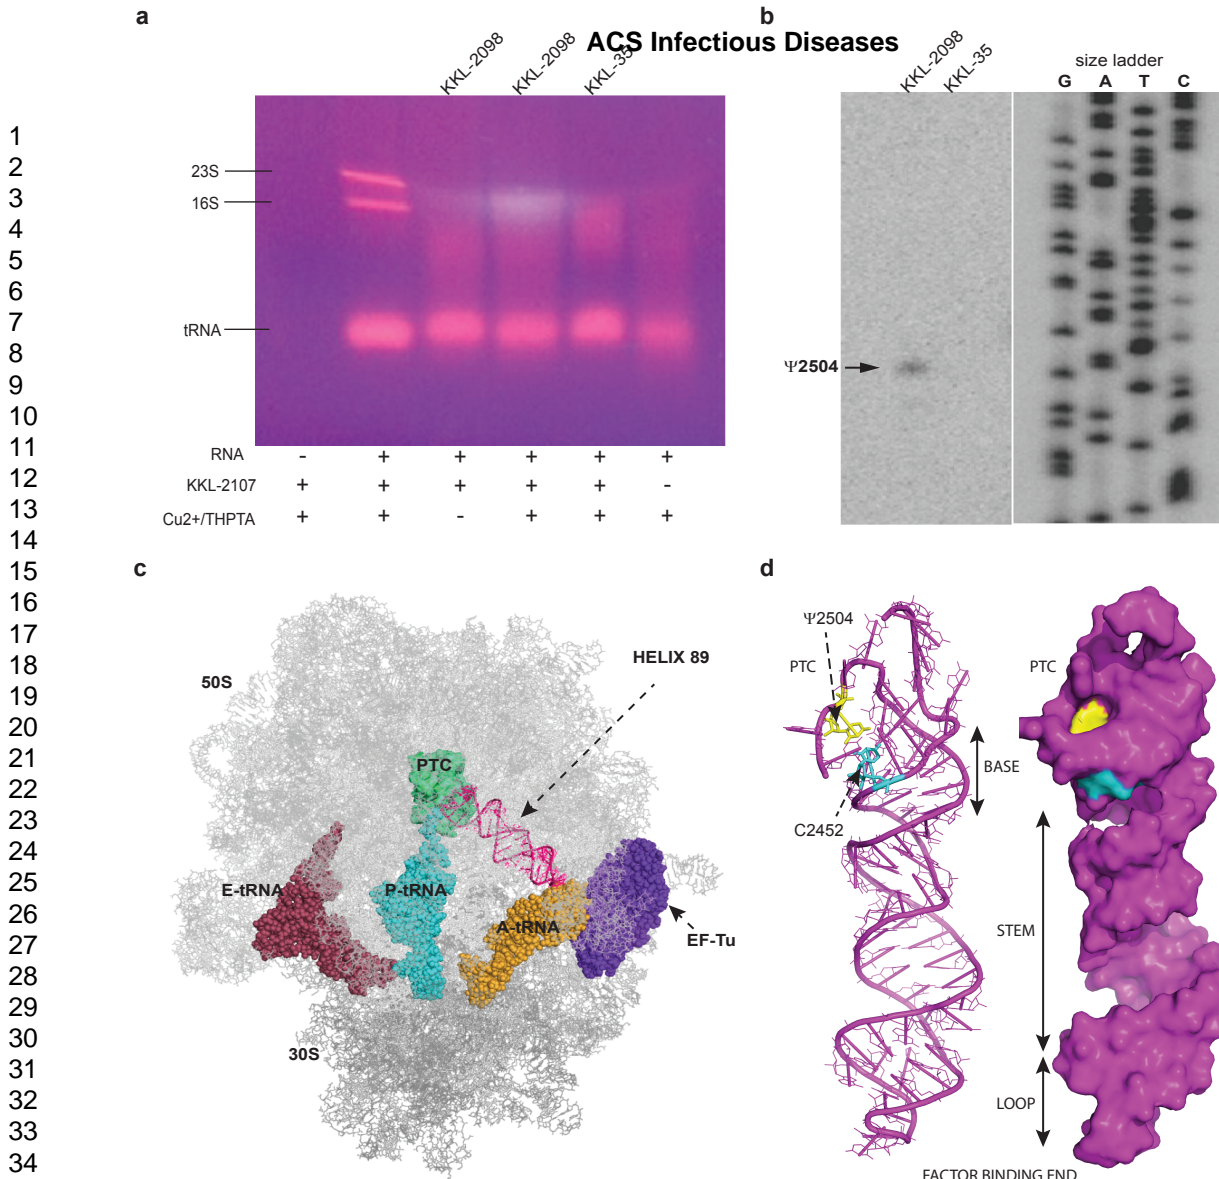 ACS Infectious Diseases
1
2
3
4
5
6
7
8
9
10
11
12
13
14
15
16
17
18
19
20
21
22
23
24
25
26
27
28
29
30
31
32
33
34
a
KKL-2098
KKL-2098
KKL-35
23S
16S
tRNA
RNA - + + + + +
KKL-2107 + + + + + -
Cu2+/THPTA + + - + + +
b
KKL-2098
KKL-35
size ladder
G A T C
Ψ2504
c
HELIX 89
50S
PTC
E-tRNA
P-tRNA
A-tRNA
EF-Tu
30S
d
Ψ2504
PTC
PTC
BASE
C2452
STEM
LOOP
FACTOR BINDING END